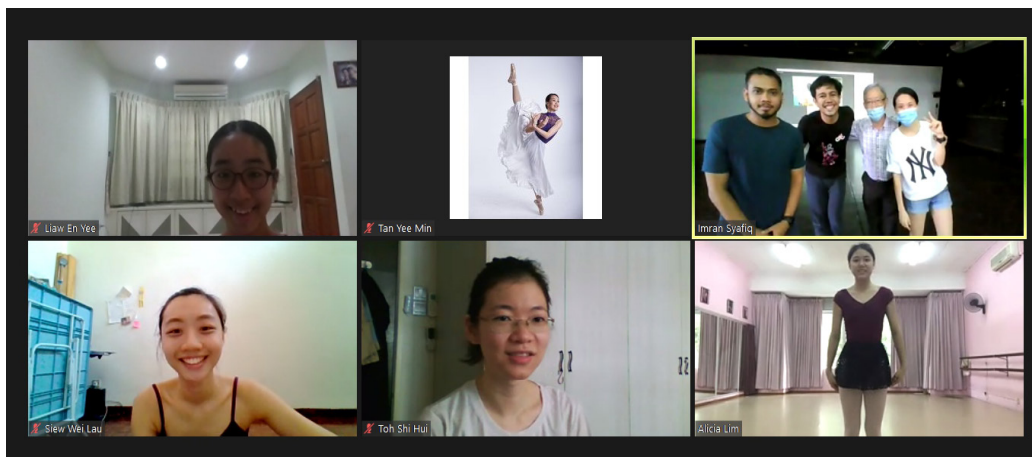 Liaw En Yee
Tan Yee Min
Imran Syafiq
NY
Siew Wei Lau
Toh Shi Hui
Alicia Lim